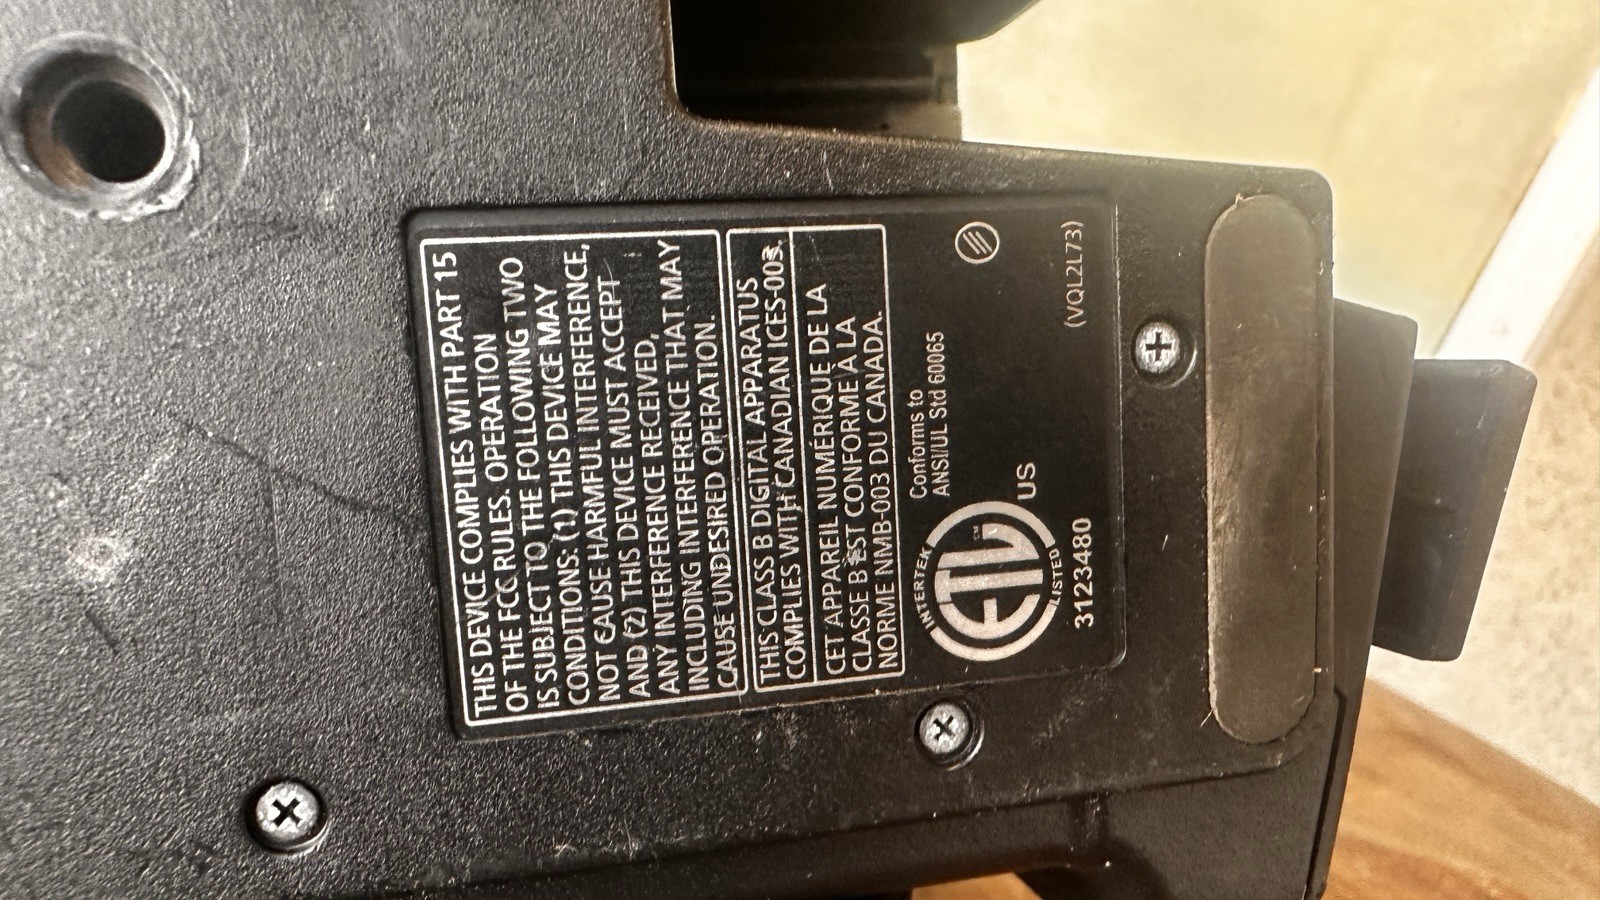 THIS DEVICE COMPLIES WITH PART 15
OF THE FCC RULES. OPERATION
IS SUBJECT TO THE FOLLOWING TWO
CONDITIONS: (1) THIS DEVICE MAY
NOT CAUSE HARMFUL INTERFERENCE,
AND (2) THIS DEVICE MUST ACCEPT
ANY INTERFERENCE RECEIVED,
INCLUDING INTERFERENCE THAT MAY
CAUSE UNDESIRED OPERATION.
THIS CLASS B DIGITAL APPARATUS
COMPLIES WITH CANADIAN ICES-003.
CET APPAREIL NUMÉRIQUE DE LA
CLASSE B EST CONFORME À LA
NORME NMB-003 DU CANADA.
Conforms to
ANSI/UL Std 60065
INTERTEK
ETL
CM
LISTED
US
3123480
(VQL2L73)